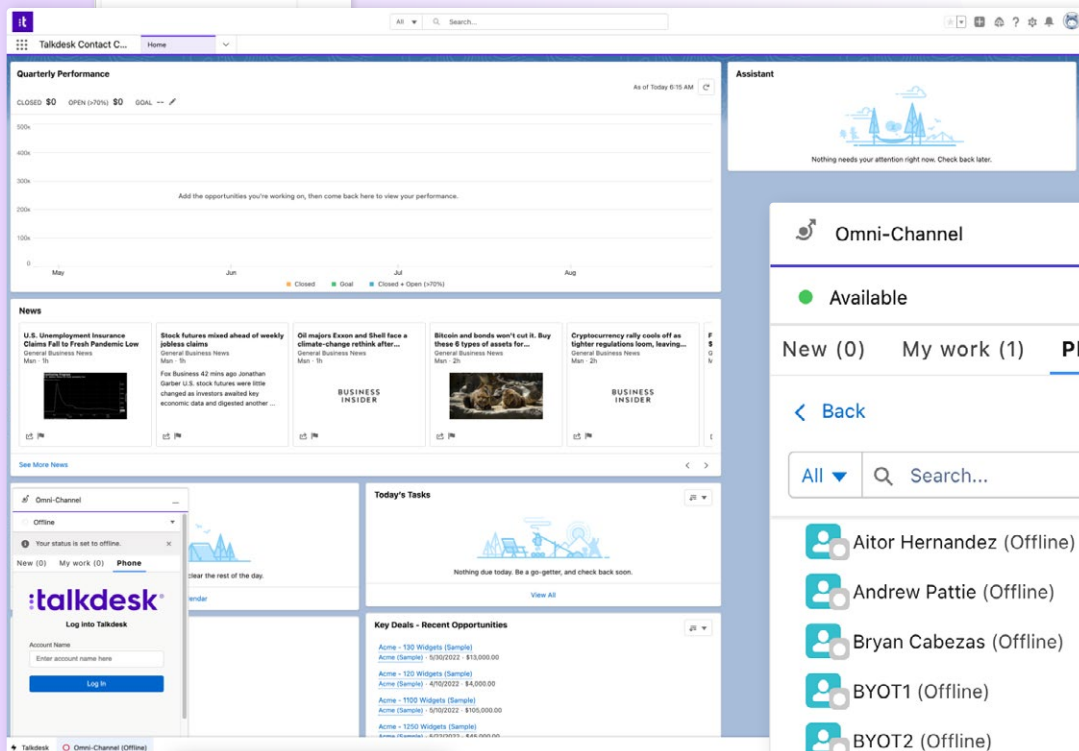 :t
All
Search...
Talkdesk Contact C...
Home
Quarterly Performance
As of Today 6:15 AM
CLOSED $0 OPEN (>70%) $0 GOAL --
500k
400k
300k
200k
100k
0
Add the opportunities you're working on, then come back here to view your performance.
May Jun Jul Aug
Closed Goal Closed + Open (>70%)
Assistant
Nothing needs your attention right now. Check back later.
News
U.S. Unemployment Insurance
Claims Fall to Fresh Pandemic Low
General Business News
Msn · 1h
Stock futures mixed ahead of weekly
jobless claims
General Business News
Msn · 1h
Fox Business 42 mins ago Jonathan
Garber U.S. stock futures were little
changed as investors awaited key
economic data and digested another ...
Oil majors Exxon and Shell face a
climate-change rethink after...
General Business News
Msn · 1h
BUSINESS
INSIDER
Bitcoin and bonds won't cut it. Buy
these 6 types of assets for...
General Business News
Msn · 2h
Cryptocurrency rally cools off as
tighter regulations loom, leaving...
General Business News
Msn · 2h
BUSINESS
INSIDER
See More News
Omni-Channel
Offline
Your status is set to offline.
New (0) My work (0) Phone
:talkdesk
Log into Talkdesk
Account Name
Enter account name here
Log In
clear the rest of the day.
endar
Today's Tasks
Nothing due today. Be a go-getter, and check back soon.
View All
Key Deals - Recent Opportunities
Acme - 130 Widgets (Sample)
Acme (Sample) · 5/30/2022 · $13,000.00
Acme - 120 Widgets (Sample)
Acme (Sample) · 4/10/2022 · $4,000.00
Acme - 1100 Widgets (Sample)
Acme (Sample) · 5/10/2022 · $105,000.00
Acme - 1250 Widgets (Sample)
Talkdesk Omni-Channel (Offline)
Omni-Channel
Available
New (0) My work (1)
Back
All Search...
Aitor Hernandez (Offline)
Andrew Pattie (Offline)
Bryan Cabezas (Offline)
BYOT1 (Offline)
BYOT2 (Offline)